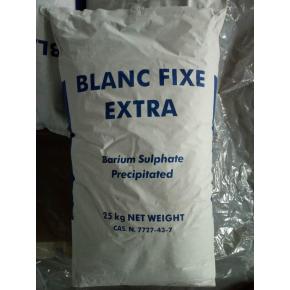 BLANC FIXE
EXTRA
Barium Sulphate
Precipitated
25 kg NET WEIGHT
CAS. N. 7727-43-7